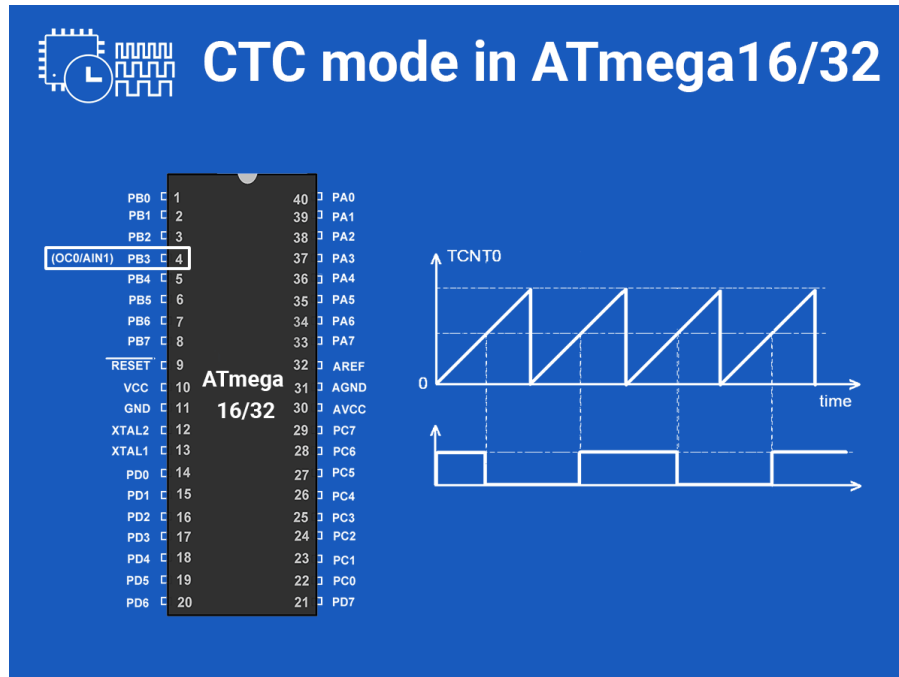 CTC mode in ATmega16/32
PB0 1 40 PA0
PB1 2 39 PA1
PB2 3 38 PA2
(OC0/AIN1) PB3 4 37 PA3
PB4 5 36 PA4
PB5 6 35 PA5
PB6 7 34 PA6
PB7 8 33 PA7
RESET 9 32 AREF
VCC 10 31 AGND
GND 11 30 AVCC
XTAL2 12 29 PC7
XTAL1 13 28 PC6
PD0 14 27 PC5
PD1 15 26 PC4
PD2 16 25 PC3
PD3 17 24 PC2
PD4 18 23 PC1
PD5 19 22 PC0
PD6 20 21 PD7
ATmega
16/32
TCNT0
0
time